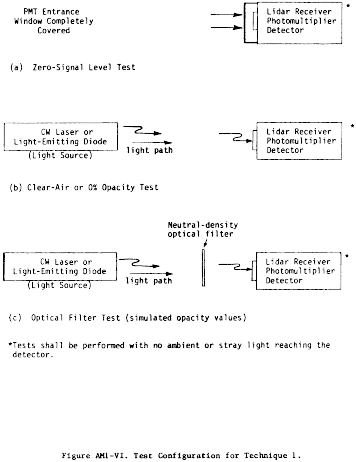 PMT Entrance
Window Completely
Covered
Lidar Receiver
Photomultiplier
Detector
*
(a) Zero-Signal Level Test
CW Laser or
Light-Emitting Diode
(Light Source)
light path
Lidar Receiver
Photomultiplier
Detector
*
(b) Clear-Air or 0% Opacity Test
Neutral-density
optical filter
CW Laser or
Light-Emitting Diode
(Light Source)
light path
Lidar Receiver
Photomultiplier
Detector
*
(c) Optical Filter Test (simulated opacity values)
*Tests shall be performed with no ambient or stray light reaching the
detector.
Figure AM1-VI. Test Configuration for Technique 1.